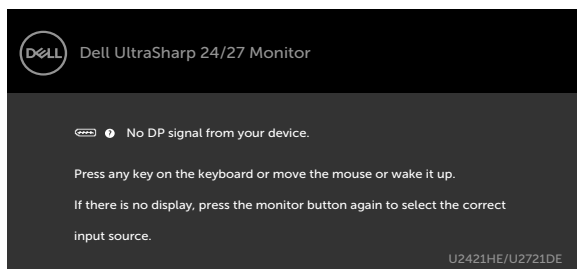 DELL Dell UltraSharp 24/27 Monitor
? No DP signal from your device.
Press any key on the keyboard or move the mouse or wake it up.
If there is no display, press the monitor button again to select the correct
input source.
U2421HE/U2721DE